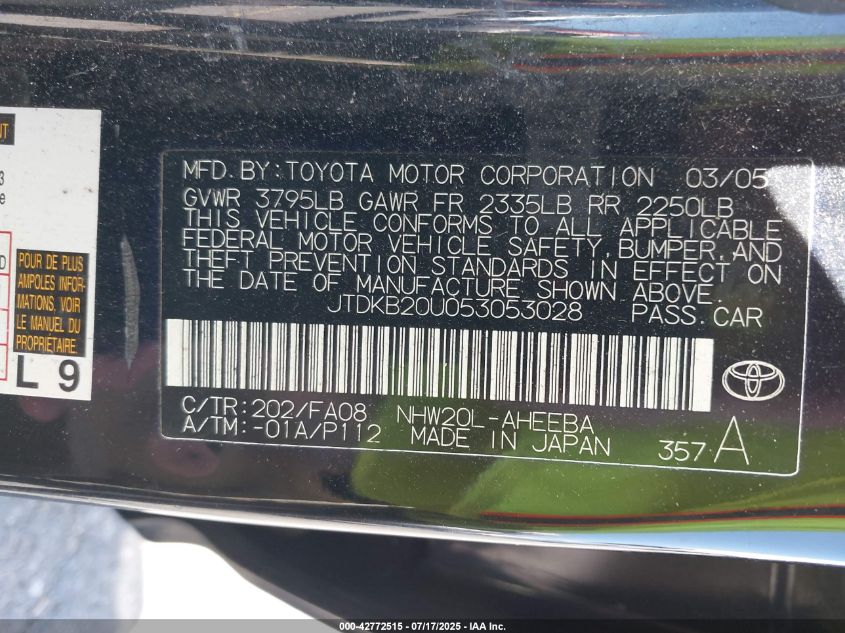 NT
3
e
D
POUR DE PLUS
AMPLES INFOR-
MATIONS, VOIR
LE MANUEL DU
PROPRIÉTAIRE.
L 9
MFD. BY: TOYOTA MOTOR CORPORATION 03/05
GVWR 3795LB GAWR FR 2335LB RR 2250LB
THIS VEHICLE CONFORMS TO ALL APPLICABLE
FEDERAL MOTOR VEHICLE SAFETY, BUMPER, AND
THEFT PREVENTION STANDARDS IN EFFECT ON
THE DATE OF MANUFACTURE SHOWN ABOVE.
JTDKB20U053053028 PASS. CAR
C/TR: 202/FA08 NHW20L-AHEEBA
A/TM: -01A/P112 MADE IN JAPAN 357 A
000-42772515 - 07/17/2025 - IAA Inc.